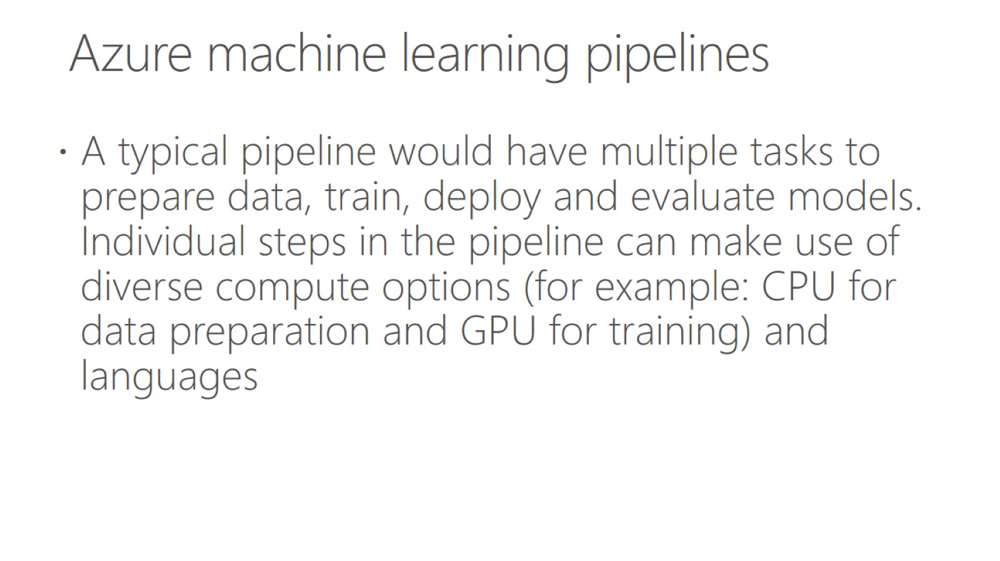 Azure machine learning pipelines
• A typical pipeline would have multiple tasks to
prepare data, train, deploy and evaluate models.
Individual steps in the pipeline can make use of
diverse compute options (for example: CPU for
data preparation and GPU for training) and
languages